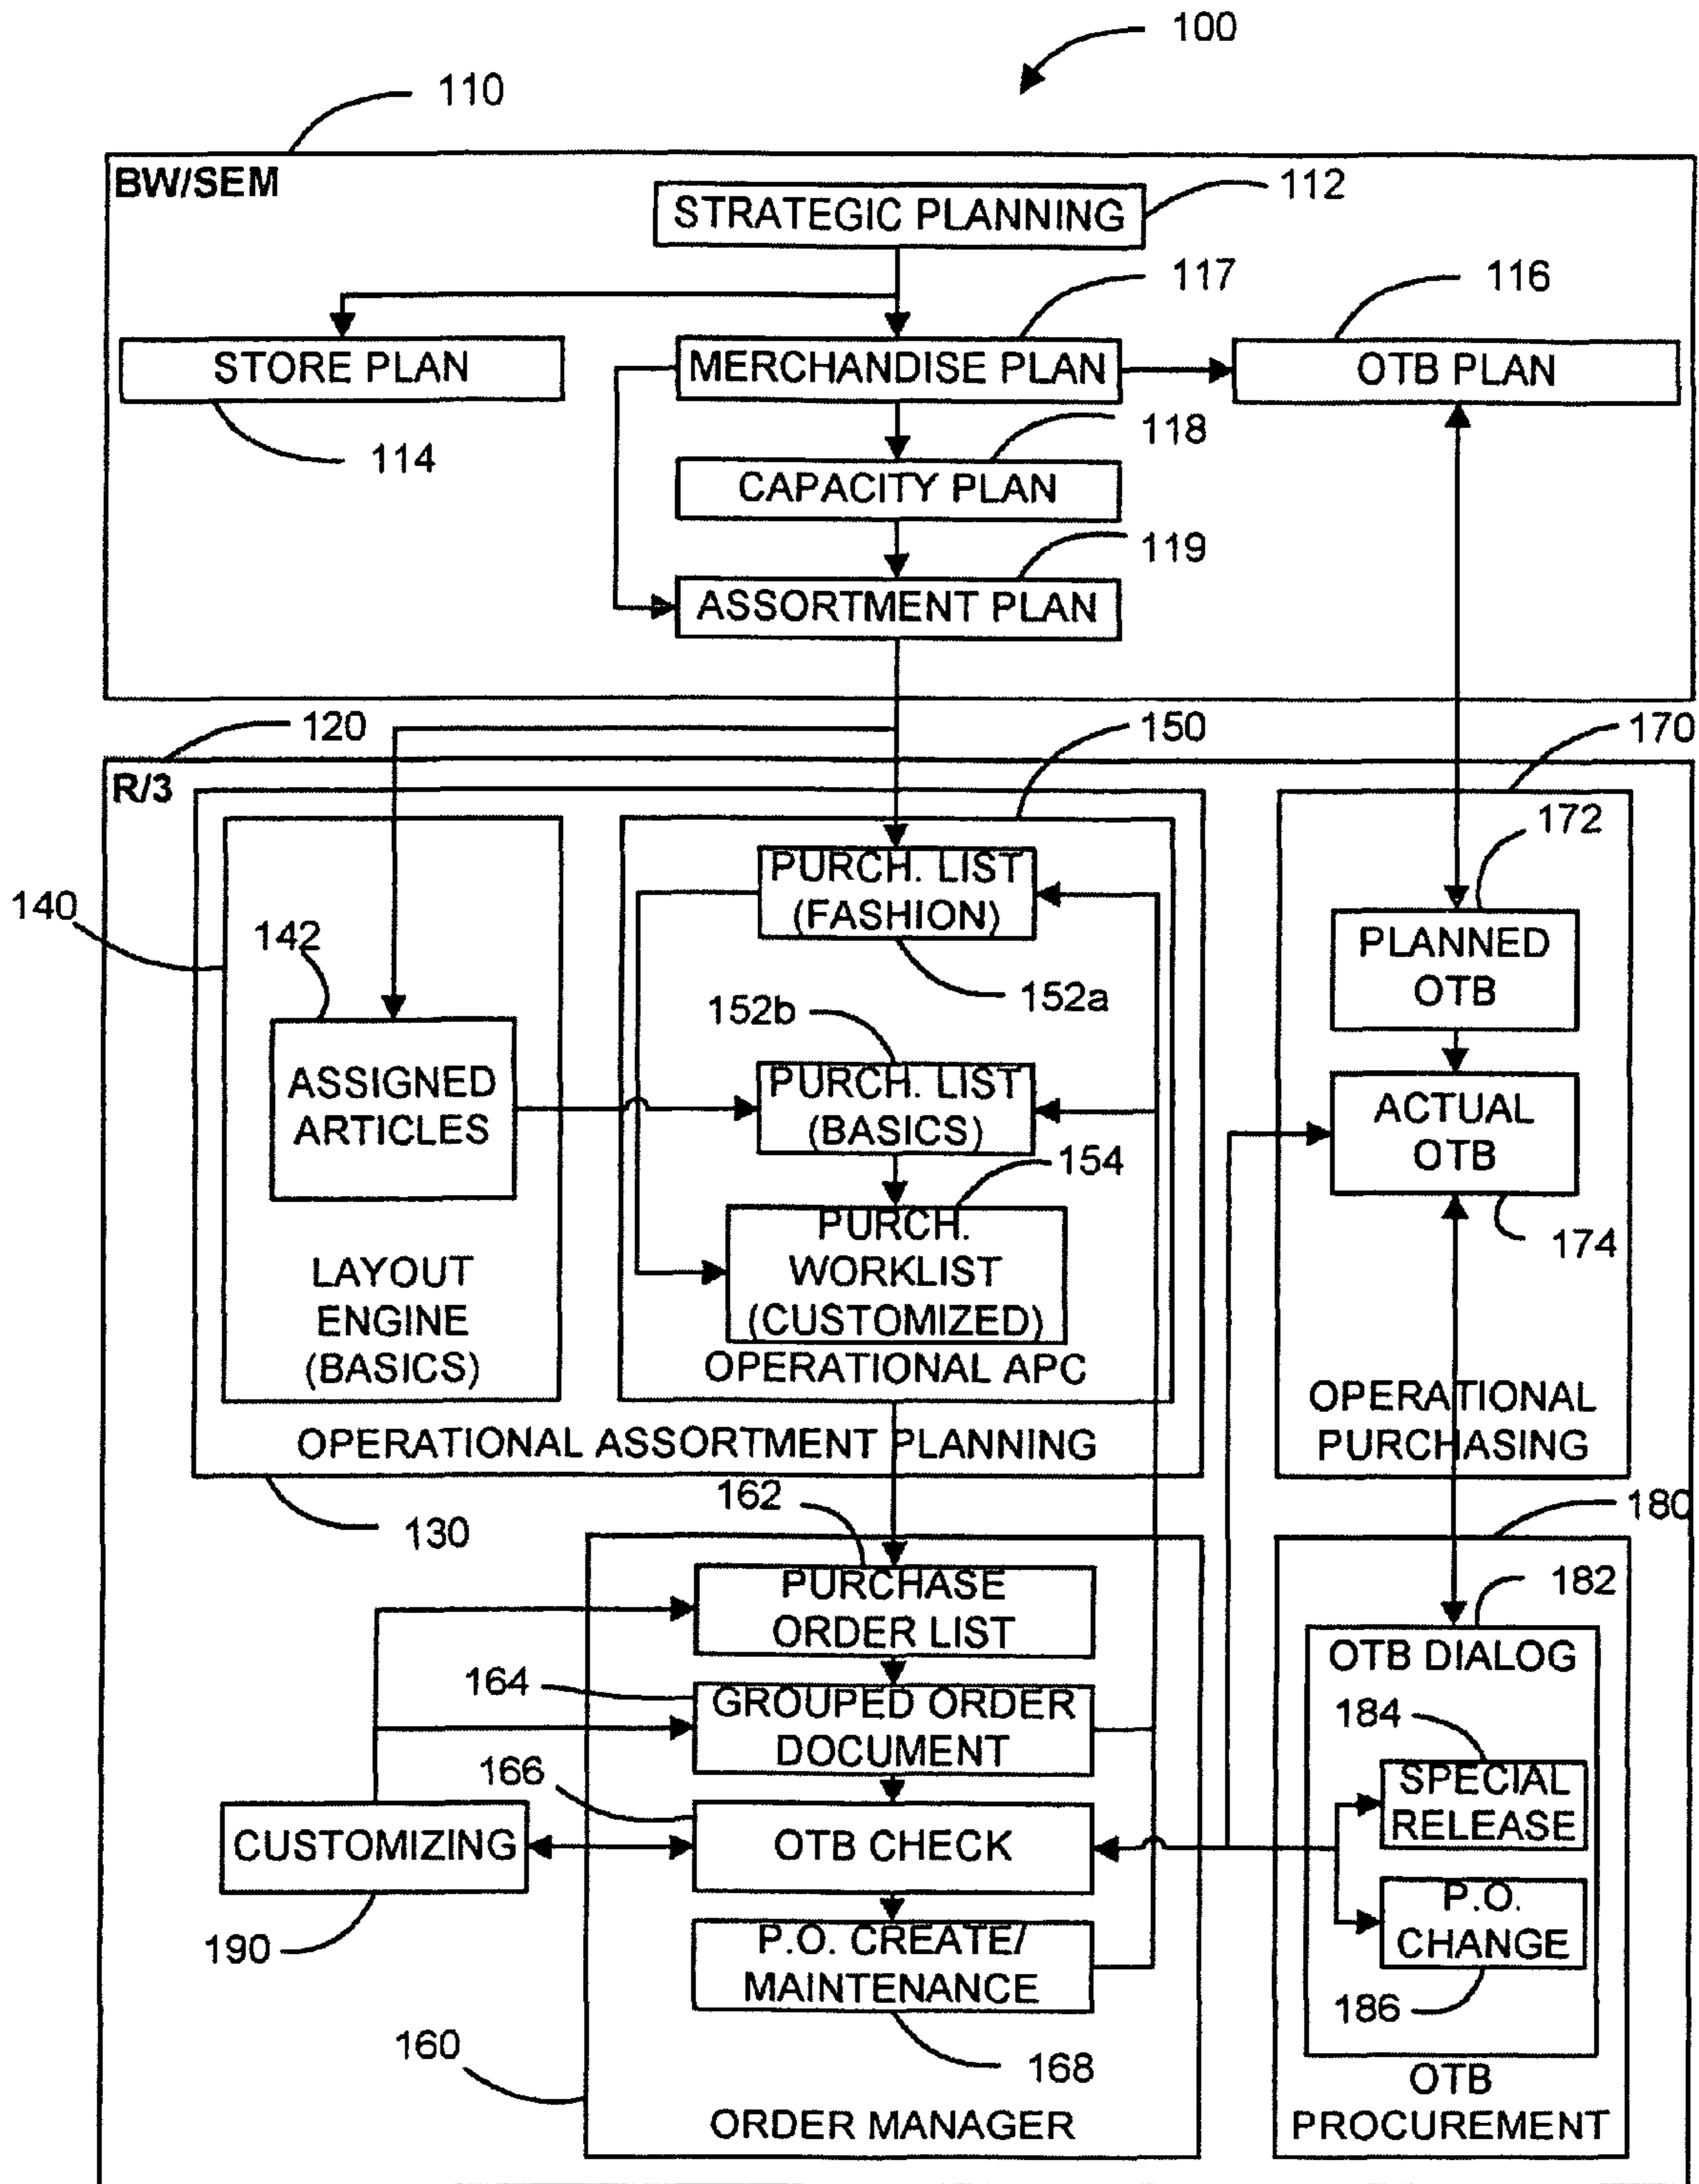 100
110
BW/SEM
STRATEGIC PLANNING
112
117
116
STORE PLAN
MERCHANDISE PLAN
OTB PLAN
114
118
CAPACITY PLAN
119
ASSORTMENT PLAN
120
150
170
R/3
172
PURCH. LIST
(FASHION)
140
142
152a
PLANNED
OTB
152b
ASSIGNED
ARTICLES
PURCH. LIST
(BASICS)
ACTUAL
OTB
154
174
PURCH.
WORKLIST
(CUSTOMIZED)
LAYOUT
ENGINE
(BASICS)
OPERATIONAL APC
OPERATIONAL
PURCHASING
OPERATIONAL ASSORTMENT PLANNING
162
180
130
PURCHASE
ORDER LIST
182
OTB DIALOG
164
GROUPED ORDER
DOCUMENT
184
166
SPECIAL
RELEASE
CUSTOMIZING
OTB CHECK
190
P.O. CREATE/
MAINTENANCE
P.O.
CHANGE
186
160
168
ORDER MANAGER
OTB
PROCUREMENT